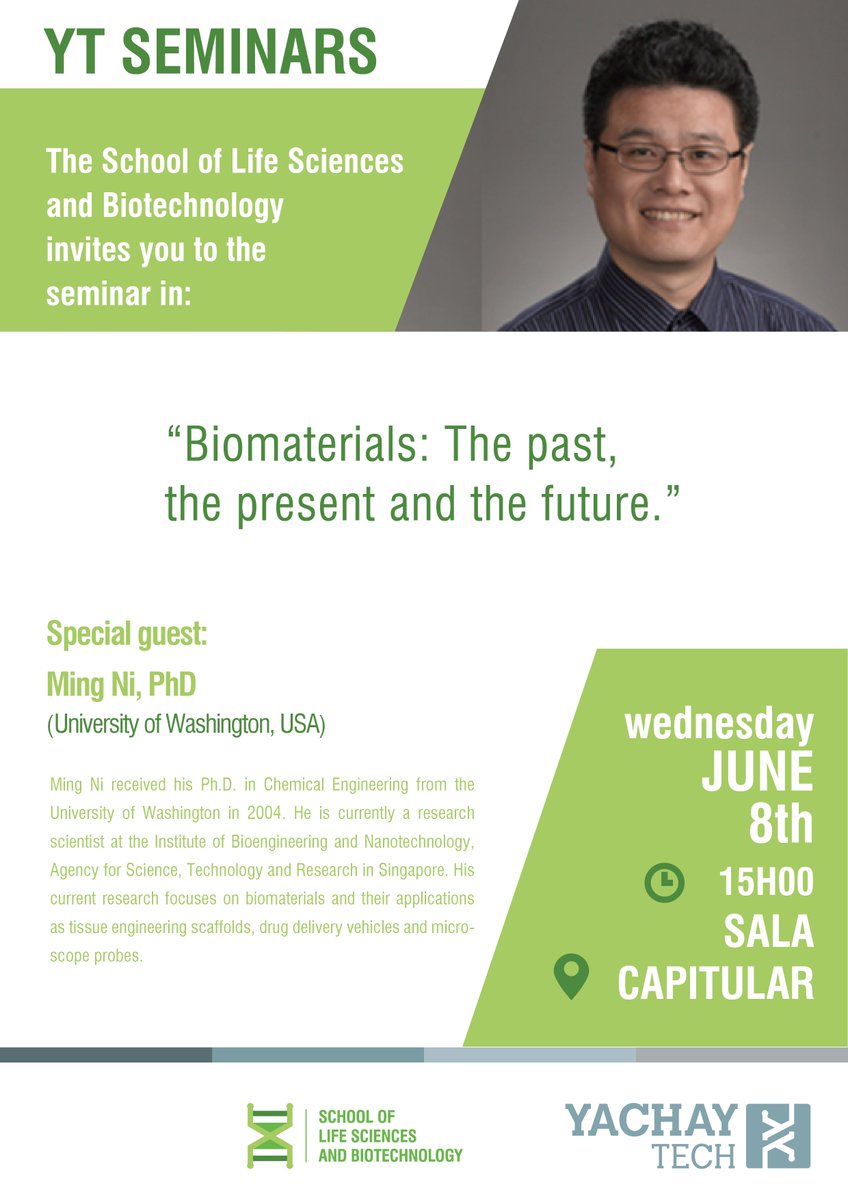 YT SEMINARS
The School of Life Sciences
and Biotechnology
invites you to the
seminar in:
“Biomaterials: The past,
the present and the future.”
Special guest:
Ming Ni, PhD
(University of Washington, USA)
Ming Ni received his Ph.D. in Chemical Engineering from the
University of Washington in 2004. He is currently a research
scientist at the Institute of Bioengineering and Nanotechnology,
Agency for Science, Technology and Research in Singapore. His
current research focuses on biomaterials and their applications
as tissue engineering scaffolds, drug delivery vehicles and micro-
scope probes.
wednesday
JUNE
8th
15H00
SALA
CAPITULAR
SCHOOL OF
LIFE SCIENCES
AND BIOTECHNOLOGY
YACHAY
TECH